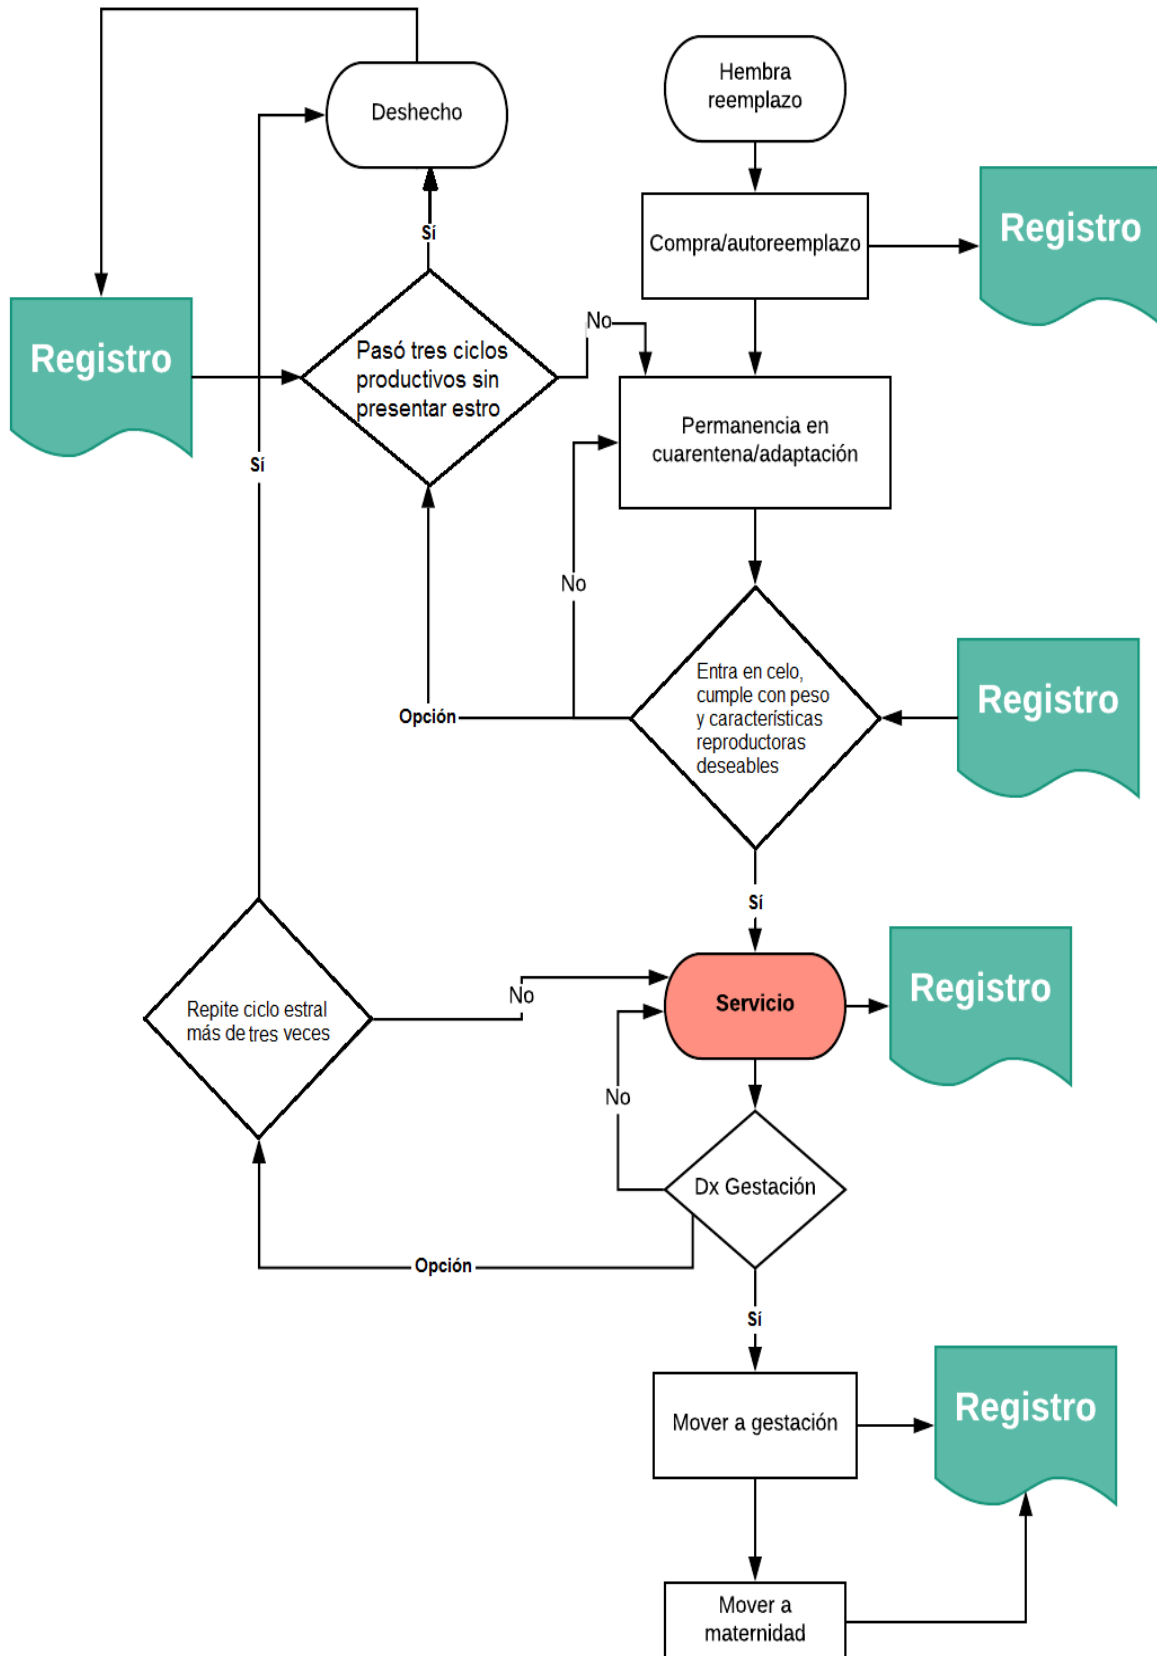 Hembra
reemplazo
Deshecho
Registro
Compra/autoreemplazo
Sí
No
Pasó tres ciclos
productivos sin
presentar estro
Registro
Permanencia en
cuarentena/adaptación
Sí
No
Entra en celo,
cumple con peso
y características
reproductoras
deseables
Registro
Opción
Sí
Registro
Servicio
No
Repite ciclo estral
más de tres veces
No
Dx Gestación
Opción
Sí
Registro
Mover a gestación
Mover a
maternidad